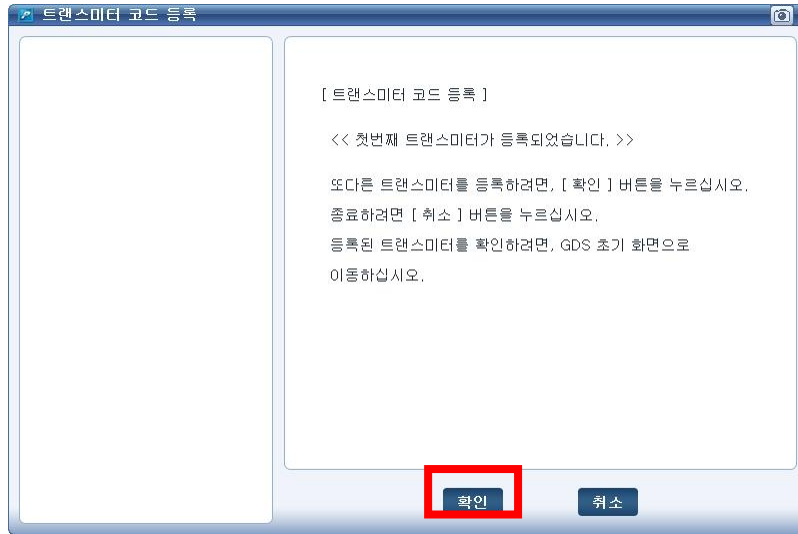 트랜스미터 코드 등록
[ 트랜스미터 코드 등록 ]
<< 첫번째 트랜스미터가 등록되었습니다. >>
또다른 트랜스미터를 등록하려면, [ 확인 ] 버튼을 누르십시오.
종료하려면 [ 취소 ] 버튼을 누르십시오.
등록된 트랜스미터를 확인하려면, GDS 초기 화면으로
이동하십시오.
확인
취소